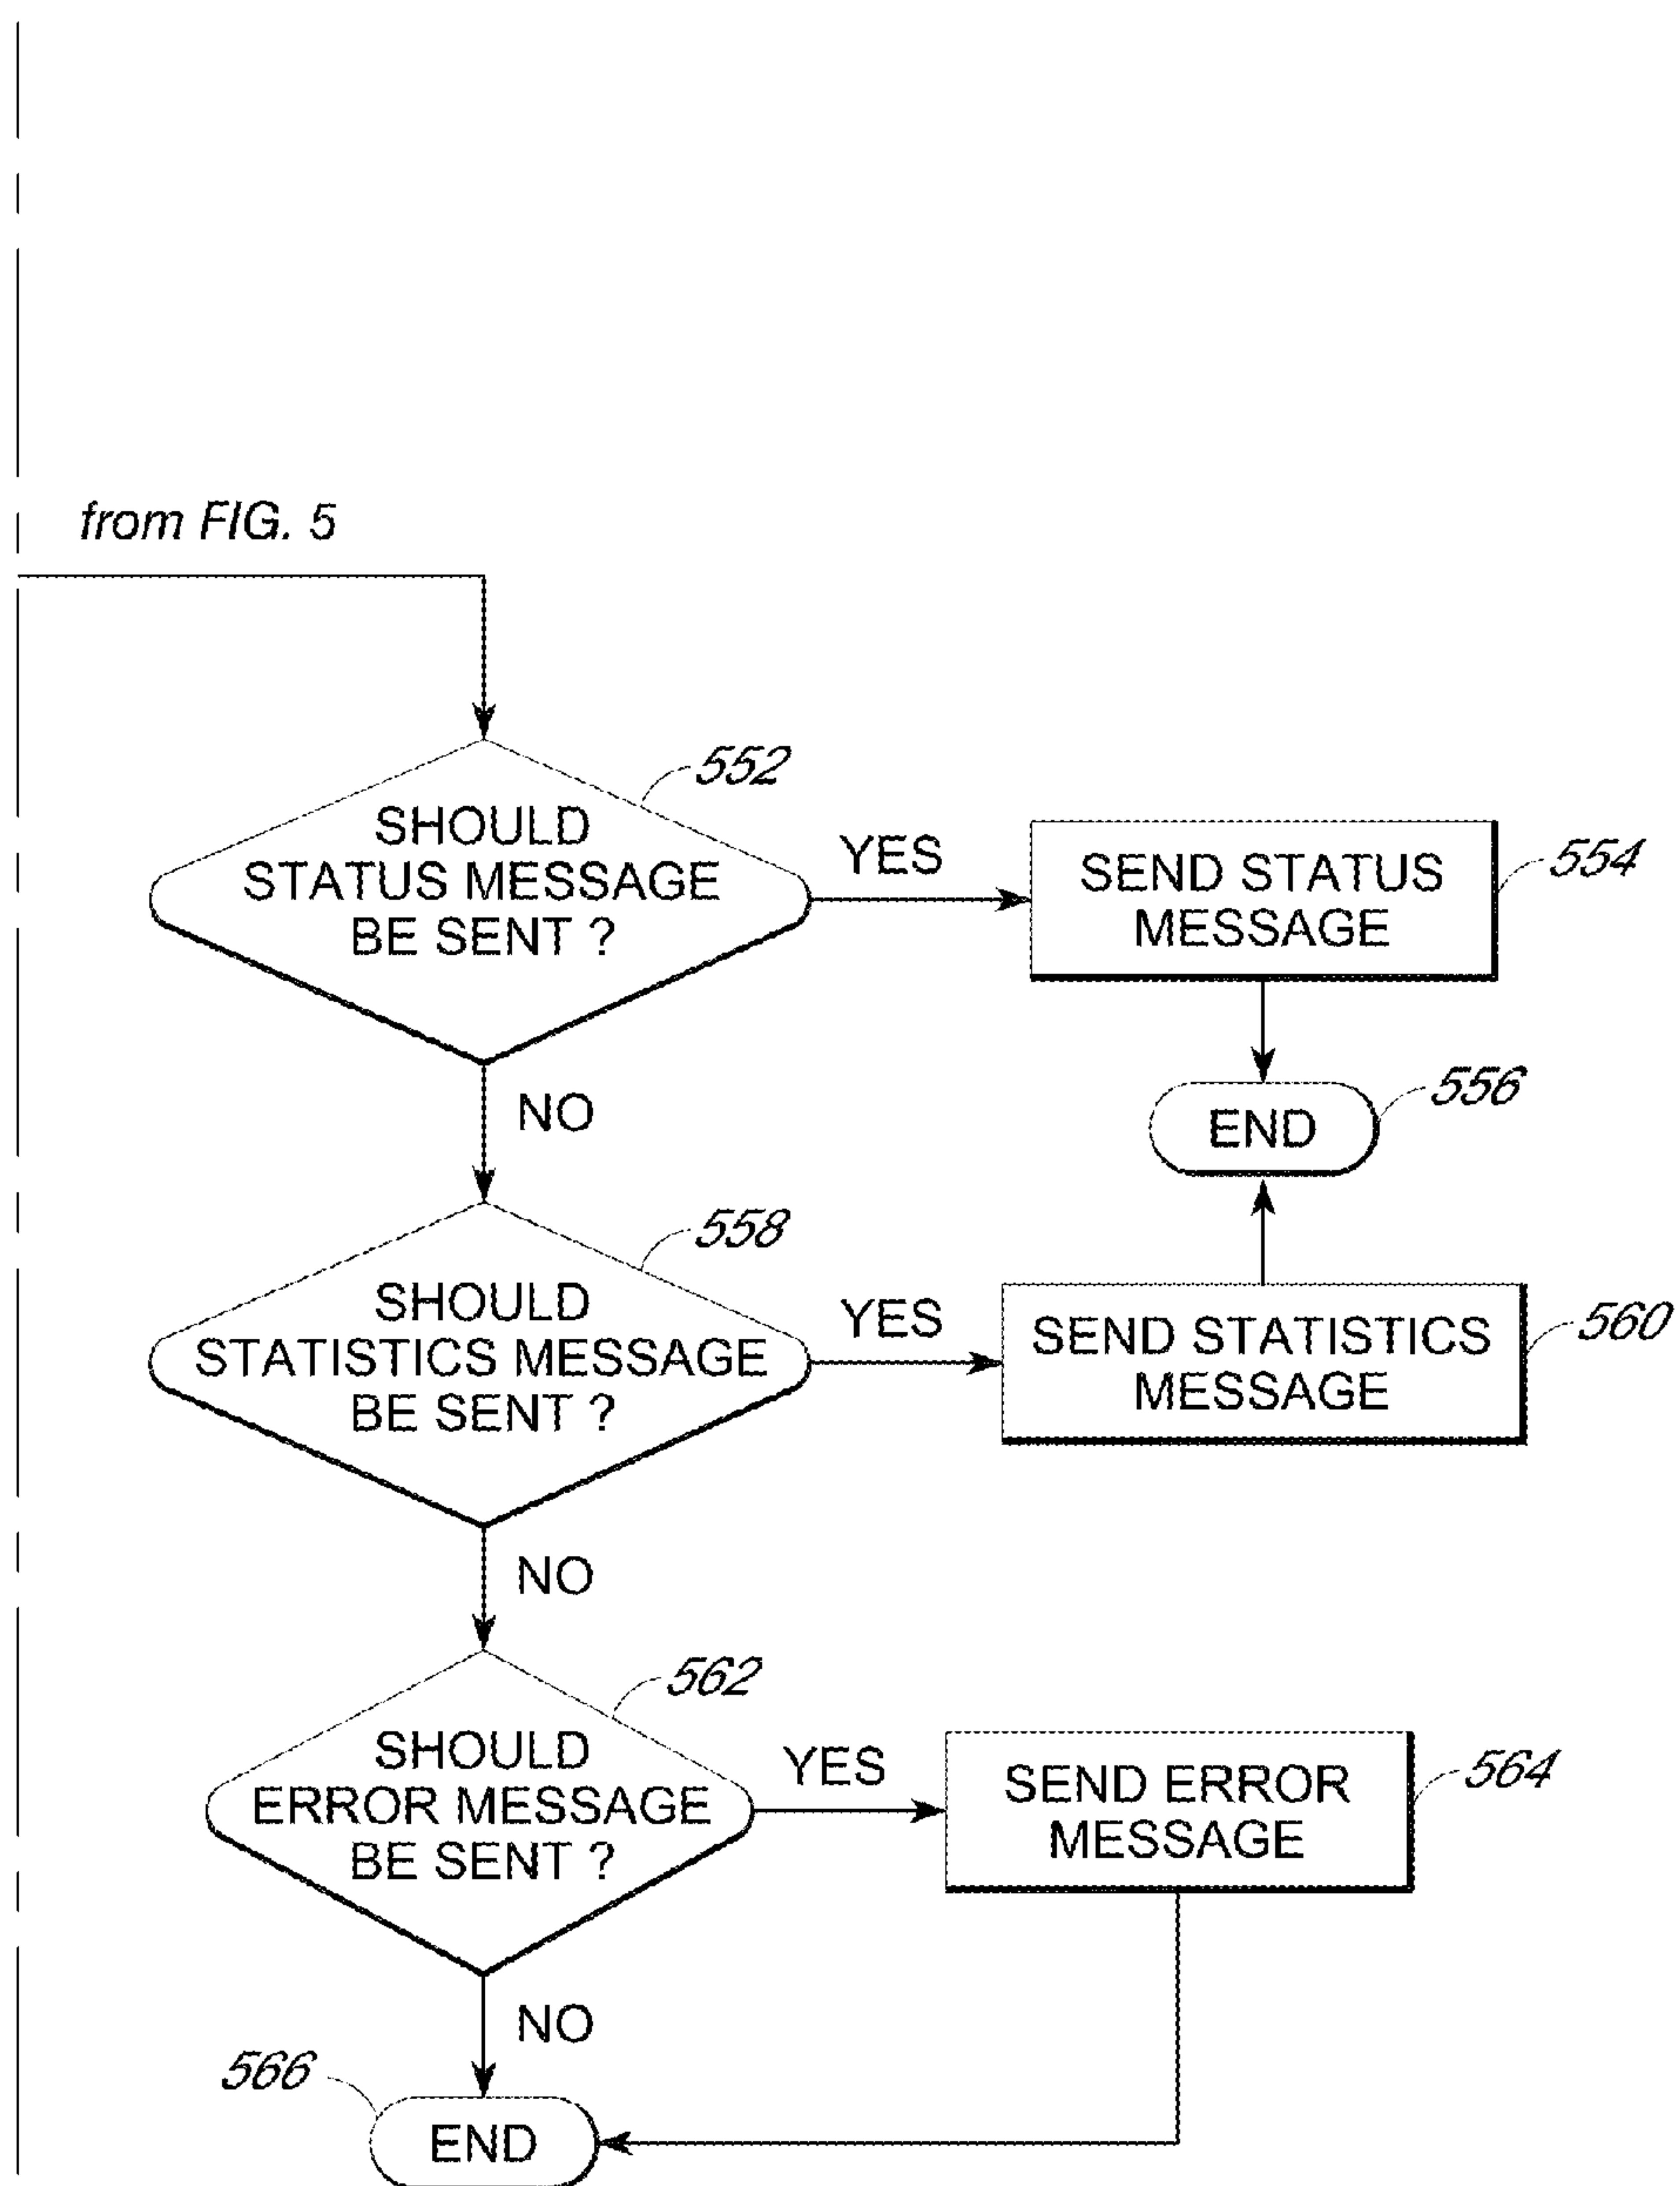 from FIG. 5
552
SHOULD
STATUS MESSAGE
BE SENT ?
YES
SEND STATUS
MESSAGE
554
NO
END
556
558
SHOULD
STATISTICS MESSAGE
BE SENT ?
YES
SEND STATISTICS
MESSAGE
560
NO
562
SHOULD
ERROR MESSAGE
BE SENT ?
YES
SEND ERROR
MESSAGE
564
NO
566
END